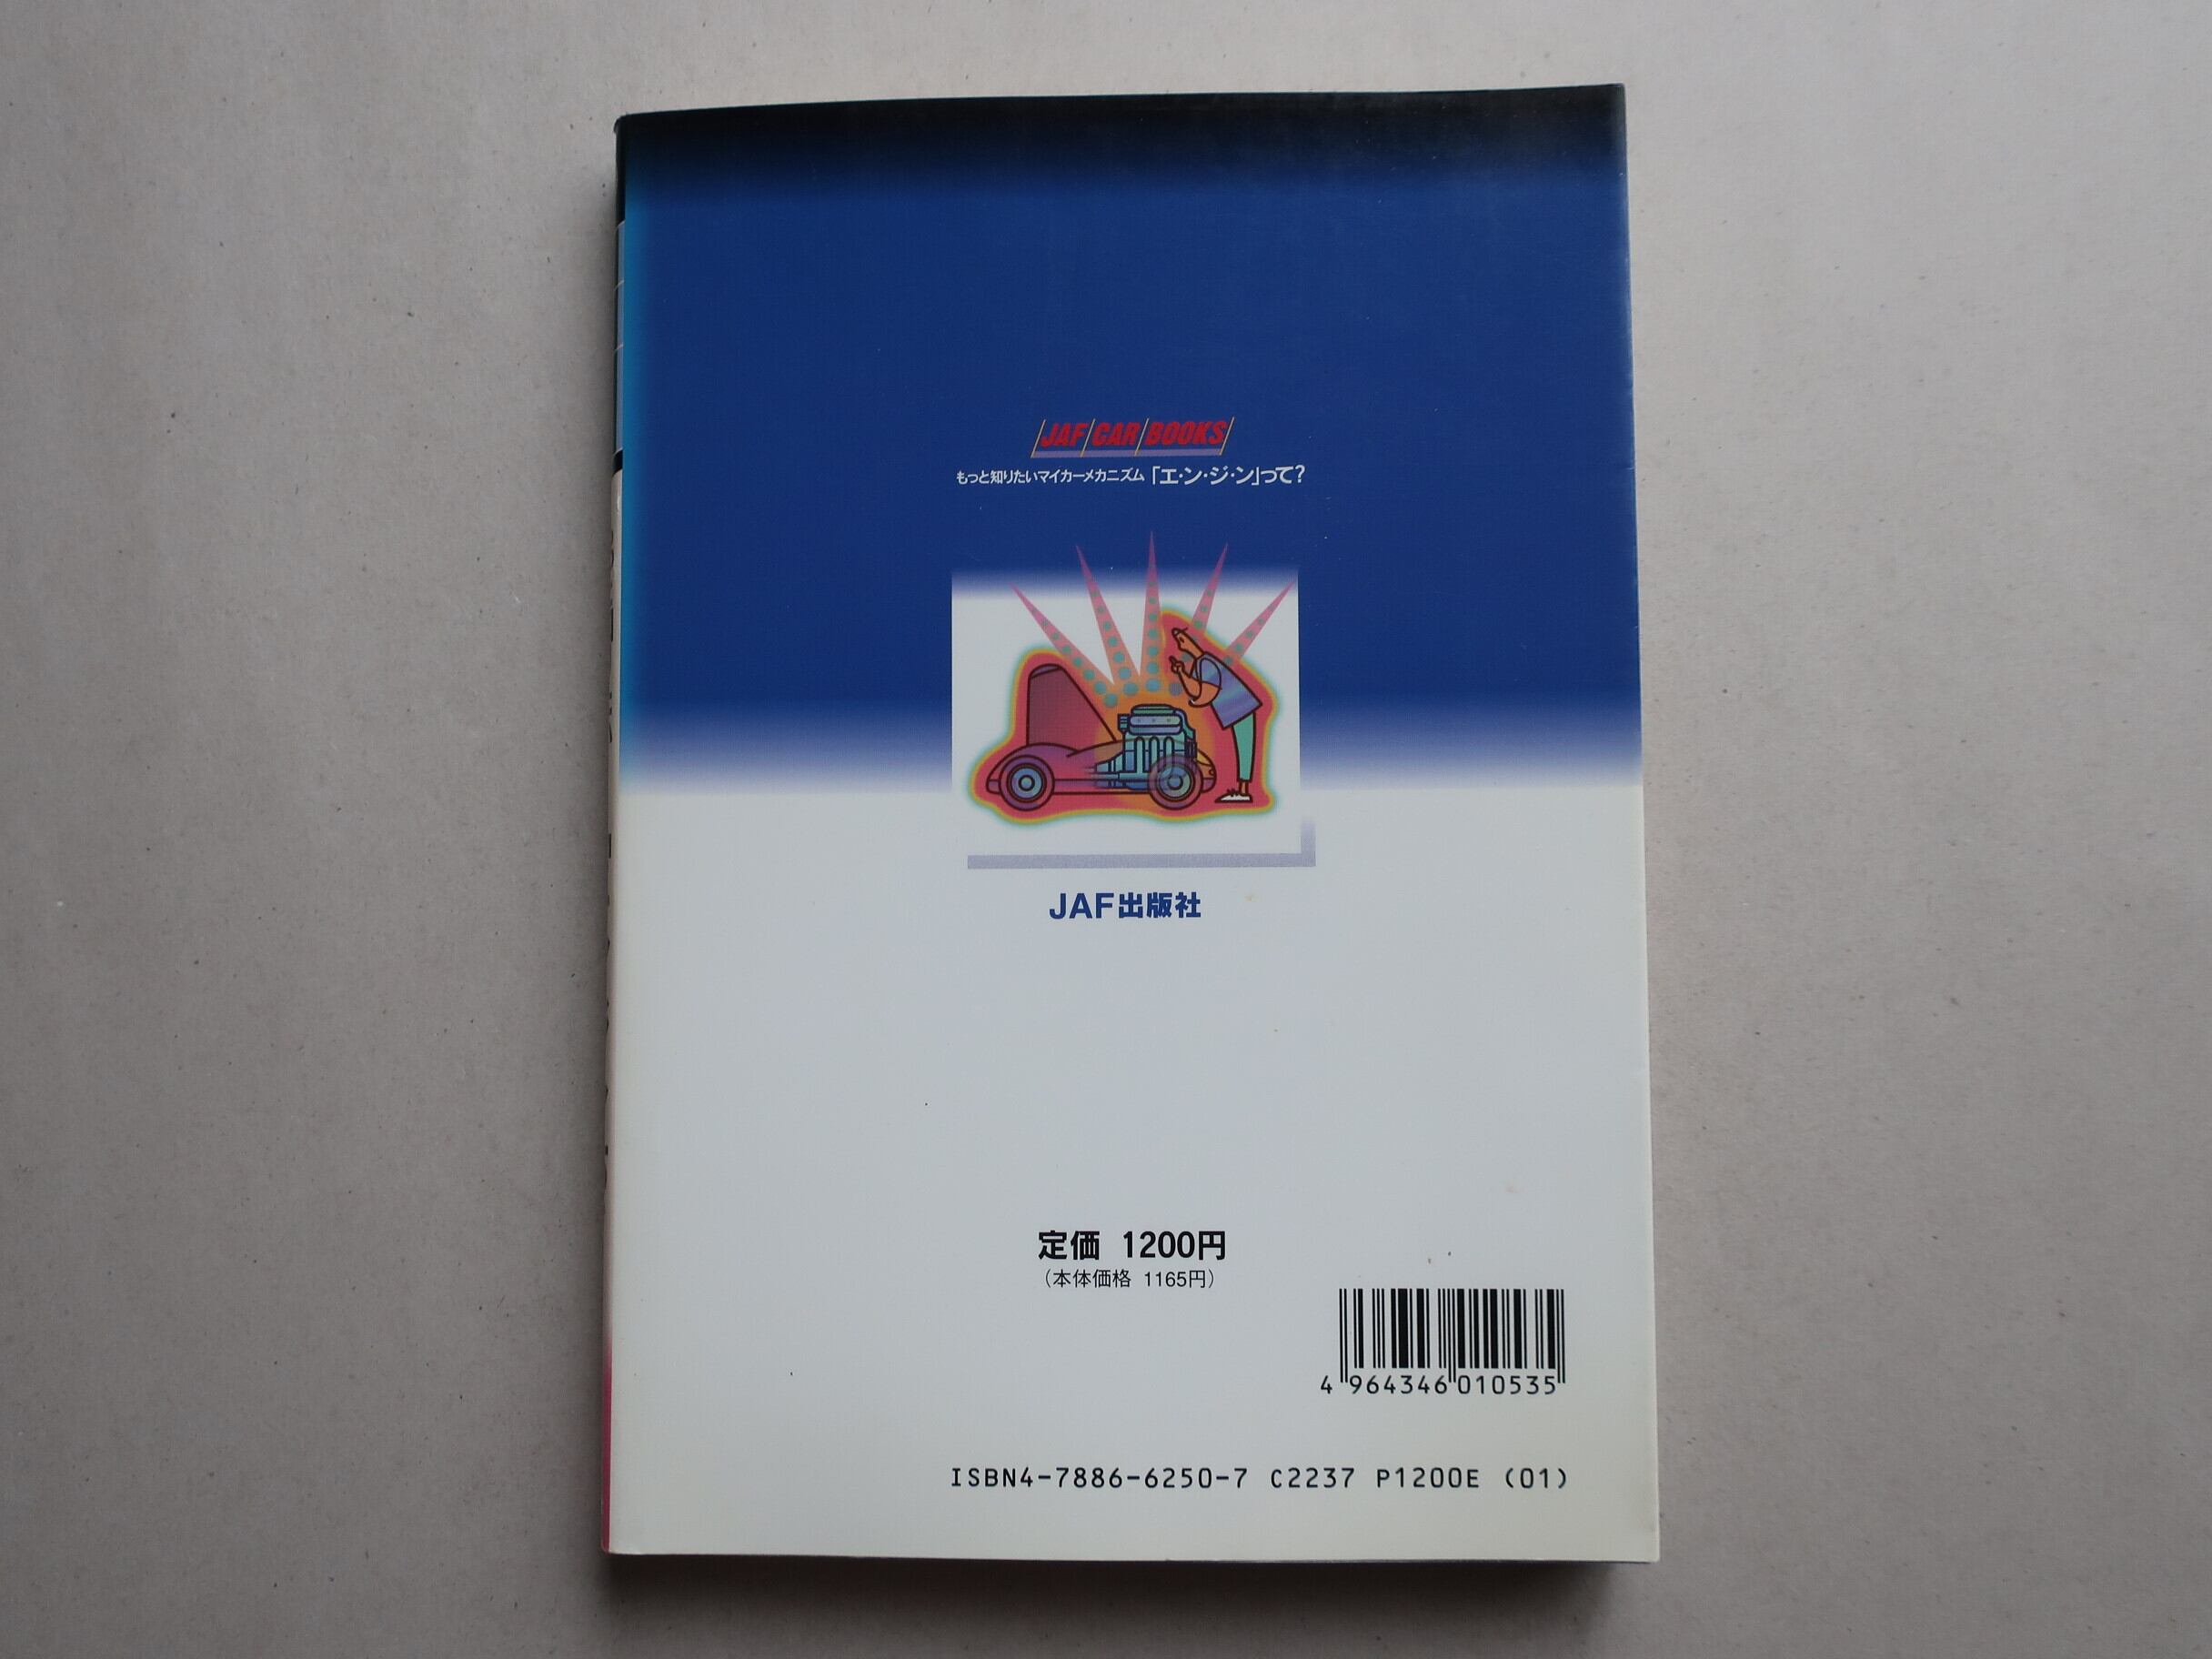 JAF CAR BOOKS
もっと知りたいマイカーメカニズム「エ・ン・ジ・ン」って?
JAF出版社
定価 1200円
（本体価格 1165円）
4 964346 010535
ISBN4-7886-6250-7 C2237 P1200E (01)